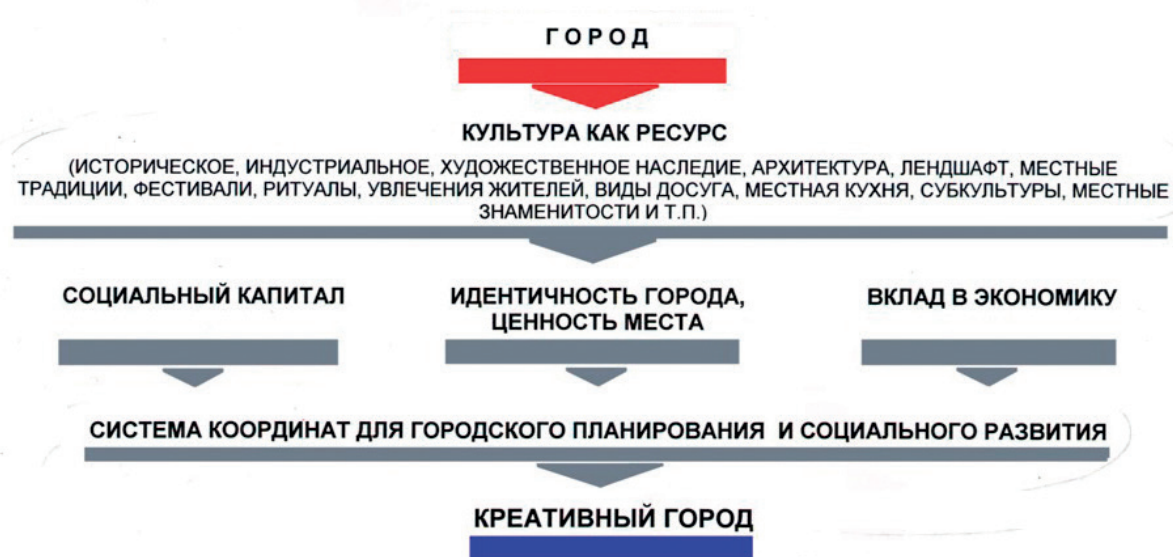 ГОРОД
КУЛЬТУРА КАК РЕСУРС
(ИСТОРИЧЕСКОЕ, ИНДУСТРИАЛЬНОЕ, ХУДОЖЕСТВЕННОЕ НАСЛЕДИЕ, АРХИТЕКТУРА, ЛЕНДШАФТ, МЕСТНЫЕ
ТРАДИЦИИ, ФЕСТИВАЛИ, РИТУАЛЫ, УВЛЕЧЕНИЯ ЖИТЕЛЕЙ, ВИДЫ ДОСУГА, МЕСТНАЯ КУХНЯ, СУБКУЛЬТУРЫ, МЕСТНЫЕ
ЗНАМЕНИТОСТИ И Т.П.)
СОЦИАЛЬНЫЙ КАПИТАЛ
ИДЕНТИЧНОСТЬ ГОРОДА,
ЦЕННОСТЬ МЕСТА
ВКЛАД В ЭКОНОМИКУ
СИСТЕМА КООРДИНАТ ДЛЯ ГОРОДСКОГО ПЛАНИРОВАНИЯ И СОЦИАЛЬНОГО РАЗВИТИЯ
КРЕАТИВНЫЙ ГОРОД